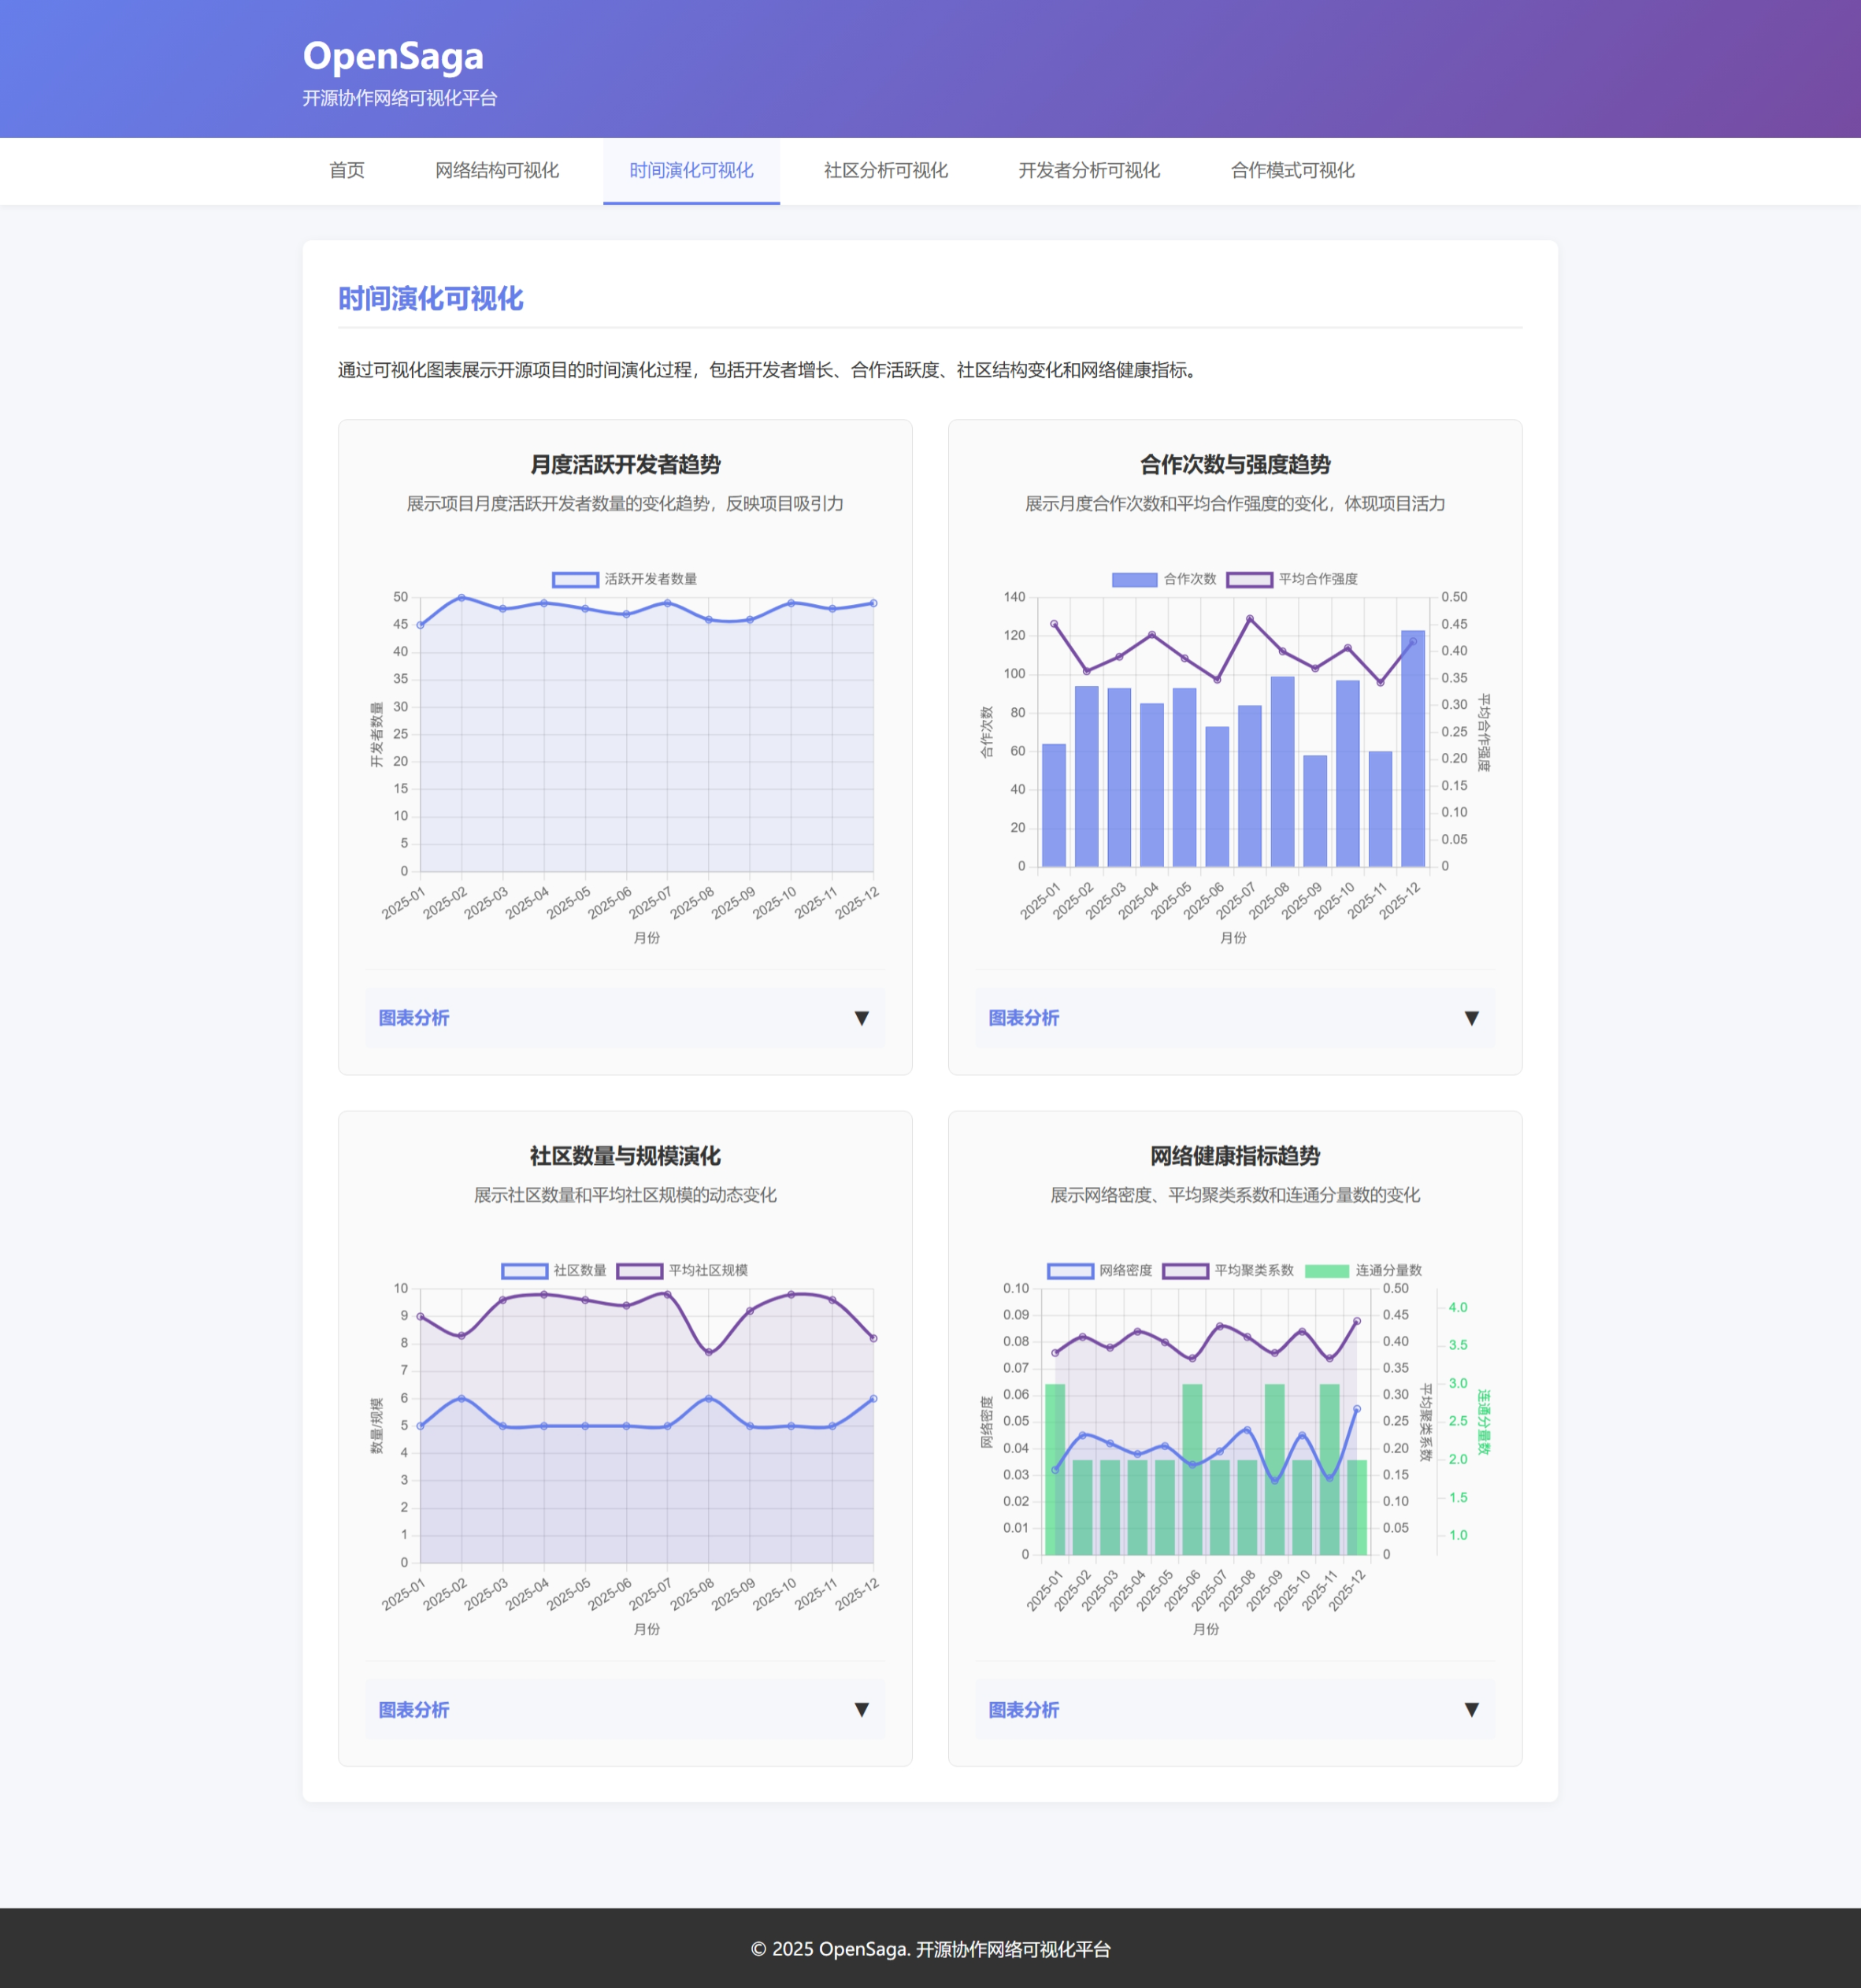 OpenSaga
开源协作网络可视化平台
首页 网络结构可视化 时间演化可视化 社区分析可视化 开发者分析可视化 合作模式可视化
时间演化可视化
通过可视化图表展示开源项目的时间演化过程，包括开发者增长、合作活跃度、社区结构变化和网络健康指标。
月度活跃开发者趋势
展示项目月度活跃开发者数量的变化趋势，反映项目吸引力
活跃开发者数量
50
45
40
35
30
25
20
15
10
5
0
开发者数量
2025-01 2025-02 2025-03 2025-04 2025-05 2025-06 2025-07 2025-08 2025-09 2025-10 2025-11 2025-12
月份
图表分析 ▼
合作次数与强度趋势
展示月度合作次数和平均合作强度的变化，体现项目活力
合作次数 平均合作强度
140
120
100
80
60
40
20
0
合作次数
0.50
0.45
0.40
0.35
0.30
0.25
0.20
0.15
0.10
0.05
0
平均合作强度
2025-01 2025-02 2025-03 2025-04 2025-05 2025-06 2025-07 2025-08 2025-09 2025-10 2025-11 2025-12
月份
图表分析 ▼
社区数量与规模演化
展示社区数量和平均社区规模的动态变化
社区数量 平均社区规模
10
9
8
7
6
5
4
3
2
1
0
数量/规模
2025-01 2025-02 2025-03 2025-04 2025-05 2025-06 2025-07 2025-08 2025-09 2025-10 2025-11 2025-12
月份
图表分析 ▼
网络健康指标趋势
展示网络密度、平均聚类系数和连通分量数的变化
网络密度 平均聚类系数 连通分量数
0.10
0.09
0.08
0.07
0.06
0.05
0.04
0.03
0.02
0.01
0
网络密度
0.50
0.45
0.40
0.35
0.30
0.25
0.20
0.15
0.10
0.05
0
平均聚类系数
4.0
3.5
3.0
2.5
2.0
1.5
1.0
连通分量数
2025-01 2025-02 2025-03 2025-04 2025-05 2025-06 2025-07 2025-08 2025-09 2025-10 2025-11 2025-12
月份
图表分析 ▼
© 2025 OpenSaga. 开源协作网络可视化平台